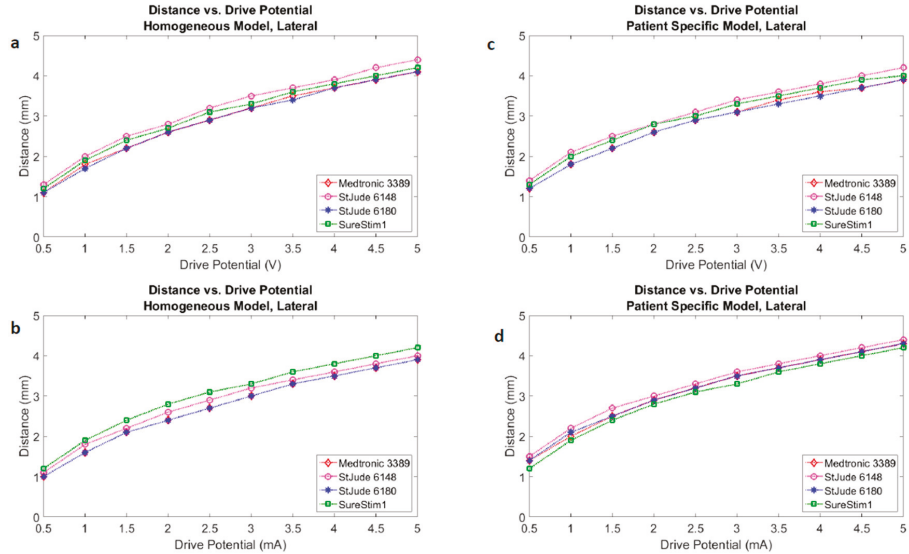 a
Distance vs. Drive Potential
Homogeneous Model, Lateral
Distance (mm)
5
4
3
2
1
0
Medtronic 3389
StJude 6148
StJude 6180
SureStim1
0.5 1 1.5 2 2.5 3 3.5 4 4.5 5
Drive Potential (V)
c
Distance vs. Drive Potential
Patient Specific Model, Lateral
Distance (mm)
5
4
3
2
1
0
Medtronic 3389
StJude 6148
StJude 6180
SureStim1
0.5 1 1.5 2 2.5 3 3.5 4 4.5 5
Drive Potential (V)
b
Distance vs. Drive Potential
Homogeneous Model, Lateral
Distance (mm)
5
4
3
2
1
0
Medtronic 3389
StJude 6148
StJude 6180
SureStim1
0.5 1 1.5 2 2.5 3 3.5 4 4.5 5
Drive Potential (mA)
d
Distance vs. Drive Potential
Patient Specific Model, Lateral
Distance (mm)
5
4
3
2
1
0
Medtronic 3389
StJude 6148
StJude 6180
SureStim1
0.5 1 1.5 2 2.5 3 3.5 4 4.5 5
Drive Potential (mA)